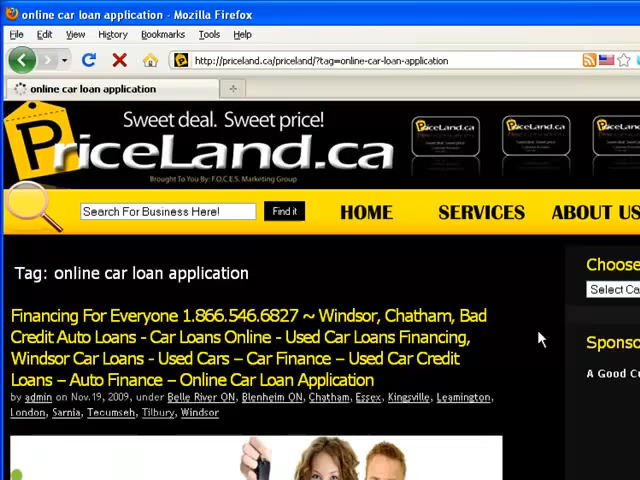 online car loan application - Mozilla Firefox
File Edit View History Bookmarks Tools Help
http://priceland.ca/priceland/?tag=online-car-loan-application
online car loan application
Sweet deal. Sweet price!
PriceLand.ca
Brought To You By: F.O.C.E.S. Marketing Group
PriceLand.ca PriceLand.ca PriceLand
Search For Business Here! Find it HOME SERVICES ABOUT US
Tag: online car loan application
Choose
Select Ca
Financing For Everyone 1.866.546.6827 ~ Windsor, Chatham, Bad
Credit Auto Loans - Car Loans Online - Used Car Loans Financing,
Windsor Car Loans - Used Cars – Car Finance – Used Car Credit
Loans – Auto Finance – Online Car Loan Application
by admin on Nov.19, 2009, under Belle River ON, Blenheim ON, Chatham, Essex, Kingsville, Leamington,
London, Sarnia, Tecumseh, Tilbury, Windsor
Sponso
A Good Cu